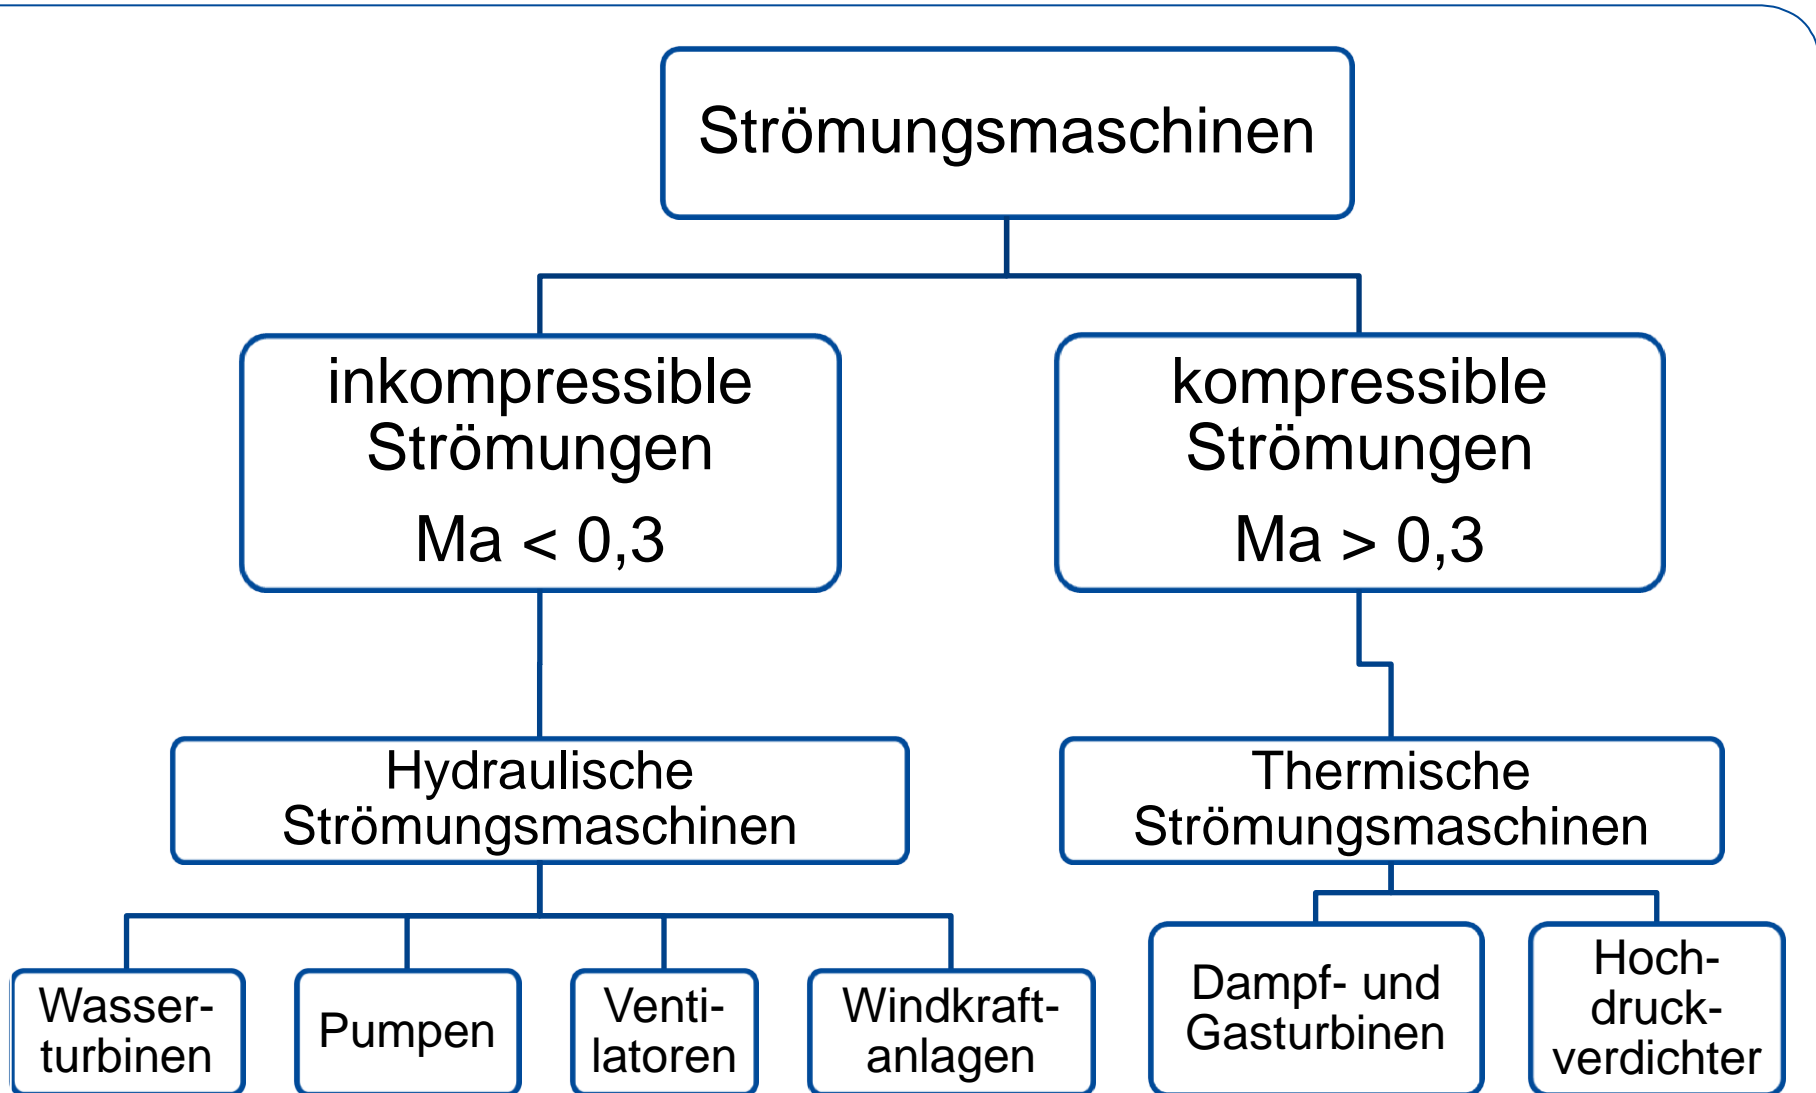 Strömungsmaschinen
inkompressible
Strömungen
Ma < 0,3
kompressible
Strömungen
Ma > 0,3
Hydraulische
Strömungsmaschinen
Thermische
Strömungsmaschinen
Wasser-
turbinen
Pumpen
Venti-
latoren
Windkraft-
anlagen
Dampf- und
Gasturbinen
Hoch-
druck-
verdichter